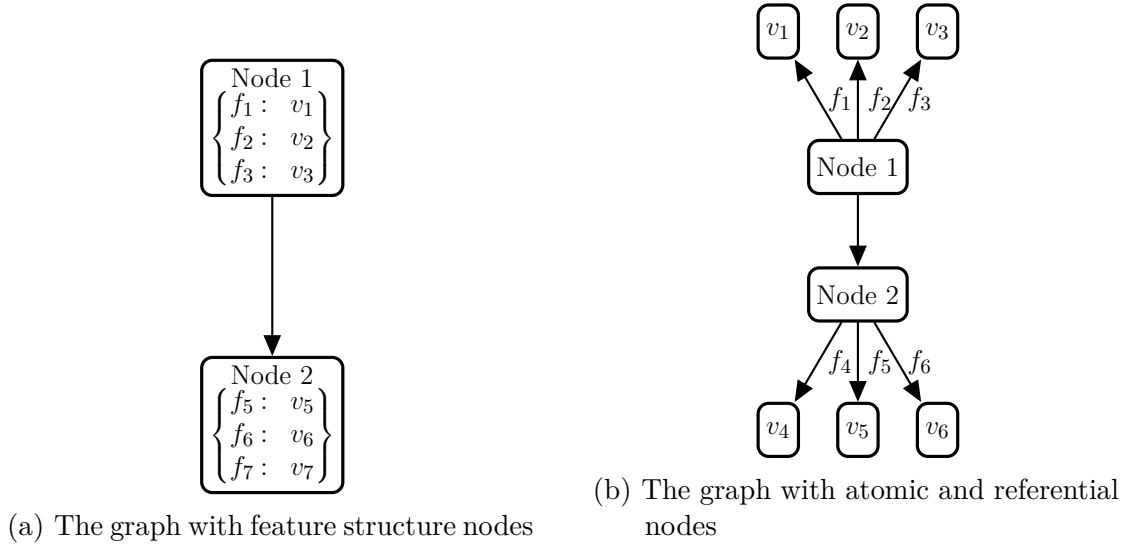 Node 1
f₁ : v₁
f₂ : v₂
f₃ : v₃
Node 2
f₅ : v₅
f₆ : v₆
f₇ : v₇
(a) The graph with feature structure nodes
v₁ v₂ v₃
f₁ f₂ f₃
Node 1
Node 2
f₄ f₅ f₆
v₄ v₅ v₆
(b) The graph with atomic and referential
nodes